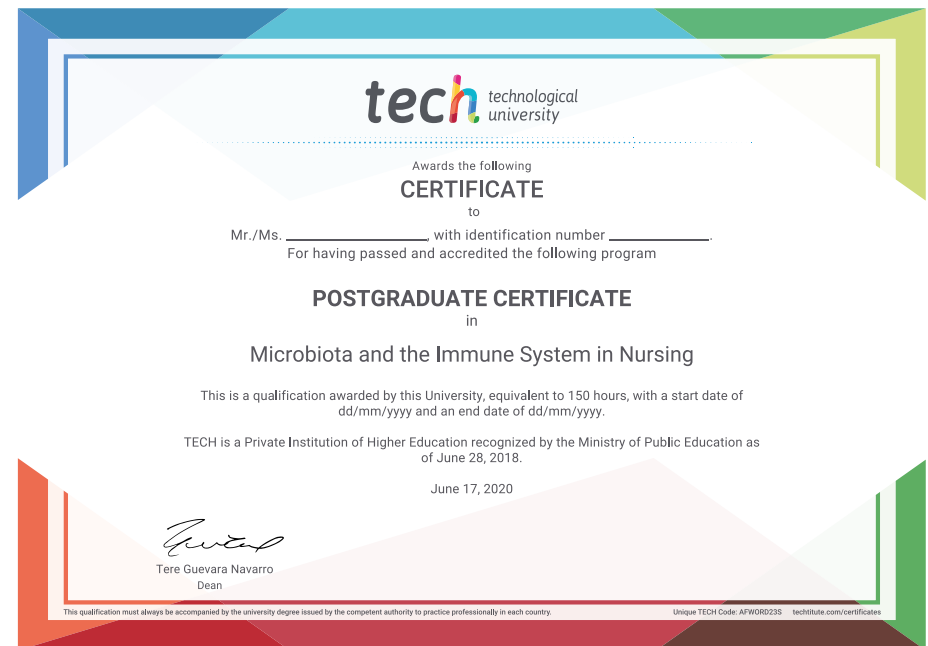 tech technological
university
Awards the following
CERTIFICATE
to
Mr./Ms. ____________, with identification number ____________.
For having passed and accredited the following program
POSTGRADUATE CERTIFICATE
in
Microbiota and the Immune System in Nursing
This is a qualification awarded by this University, equivalent to 150 hours, with a start date of
dd/mm/yyyy and an end date of dd/mm/yyyy.
TECH is a Private Institution of Higher Education recognized by the Ministry of Public Education as
of June 28, 2018.
June 17, 2020
Tere Guevara Navarro
Dean
This qualification must always be accompanied by the university degree issued by the competent authority to practice professionally in each country.
Unique TECH Code: AFWORD23S techtitute.com/certificates